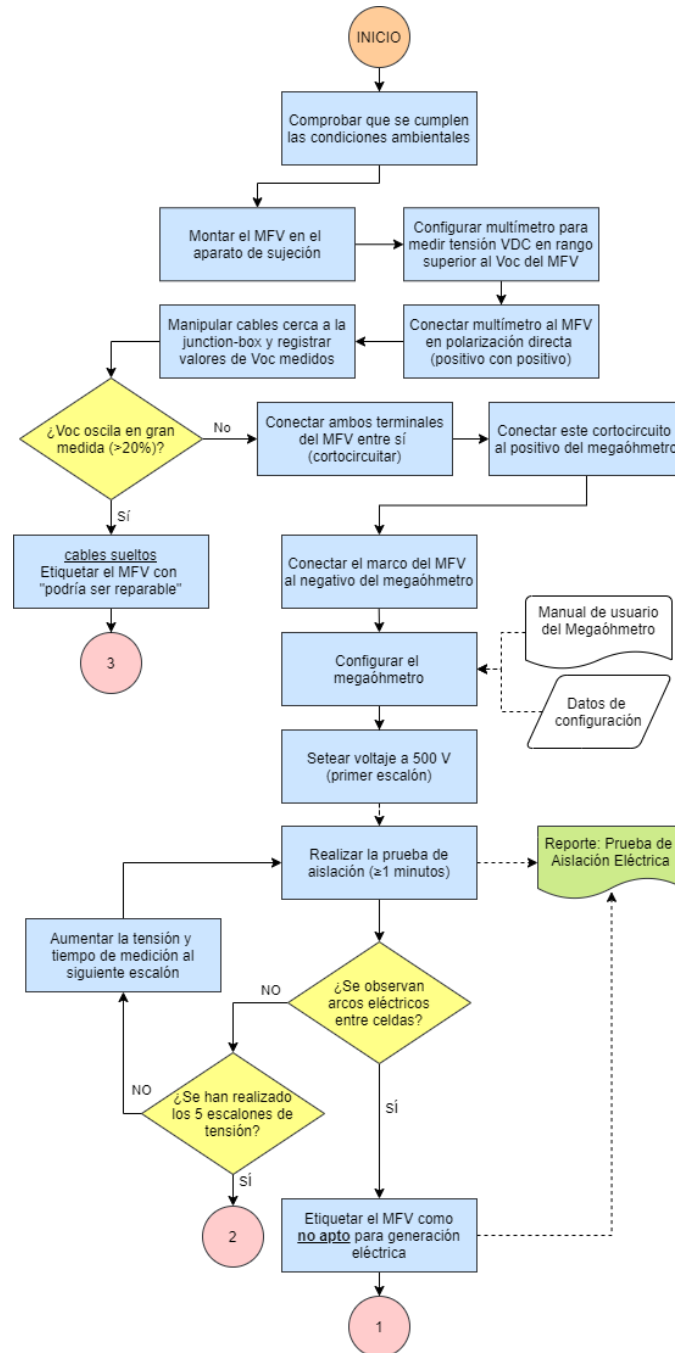 INICIO
Comprobar que se cumplen
las condiciones ambientales
Montar el MFV en el
aparato de sujeción
Configurar multímetro para
medir tensión VDC en rango
superior al Voc del MFV
Manipular cables cerca a la
junction-box y registrar
valores de Voc medidos
Conectar multímetro al MFV
en polarización directa
(positivo con positivo)
¿Voc oscila en gran
medida (>20%)?
No
Conectar ambos terminales
del MFV entre sí
(cortocircuitar)
Conectar este cortocircuito
al positivo del megaóhmetro
Sí
cables sueltos
Etiquetar el MFV con
"podría ser reparable"
3
Conectar el marco del MFV
al negativo del megaóhmetro
Manual de usuario
del Megaóhmetro
Configurar el
megaóhmetro
Datos de
configuración
Setear voltaje a 500 V
(primer escalón)
Realizar la prueba de
aislación (≥1 minutos)
Reporte: Prueba de
Aislación Eléctrica
Aumentar la tensión y
tiempo de medición al
siguiente escalón
¿Se observan
arcos eléctricos
entre celdas?
NO
NO
¿Se han realizado
los 5 escalones de
tensión?
SÍ
SÍ
2
Etiquetar el MFV como
no apto para generación
eléctrica
1